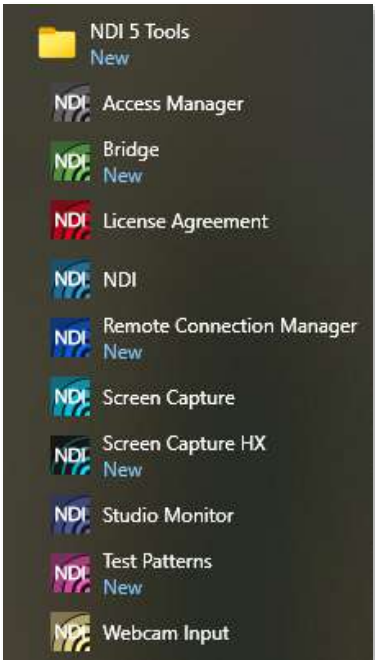 NDI 5 Tools
New
NDI Access Manager
NDI Bridge
New
NDI License Agreement
NDI NDI
NDI Remote Connection Manager
New
NDI Screen Capture
NDI Screen Capture HX
New
NDI Studio Monitor
NDI Test Patterns
New
NDI Webcam Input